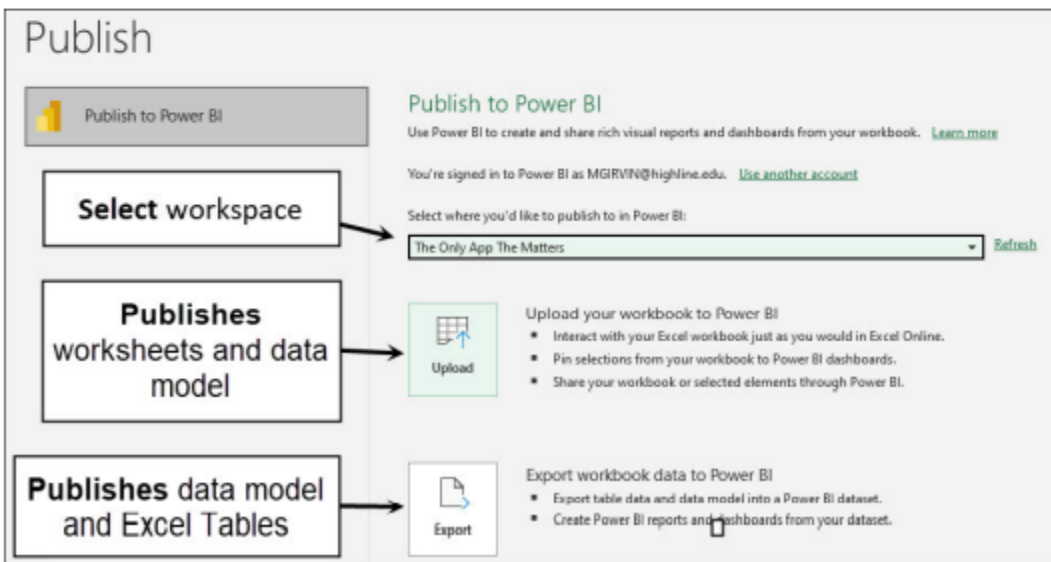 Publish
Publish to Power BI
Publish to Power BI
Use Power BI to create and share rich visual reports and dashboards from your workbook. Learn more
You're signed in to Power BI as MGIRVIN@highline.edu. Use another account
Select workspace
Select where you'd like to publish to in Power BI:
The Only App The Matters
Refresh
Publishes
worksheets and data
model
Upload
Upload your workbook to Power BI
▪ Interact with your Excel workbook just as you would in Excel Online.
▪ Pin selections from your workbook to Power BI dashboards.
▪ Share your workbook or selected elements through Power BI.
Publishes data model
and Excel Tables
Export
Export workbook data to Power BI
▪ Export table data and data model into a Power BI dataset.
▪ Create Power BI reports and dashboards from your dataset.